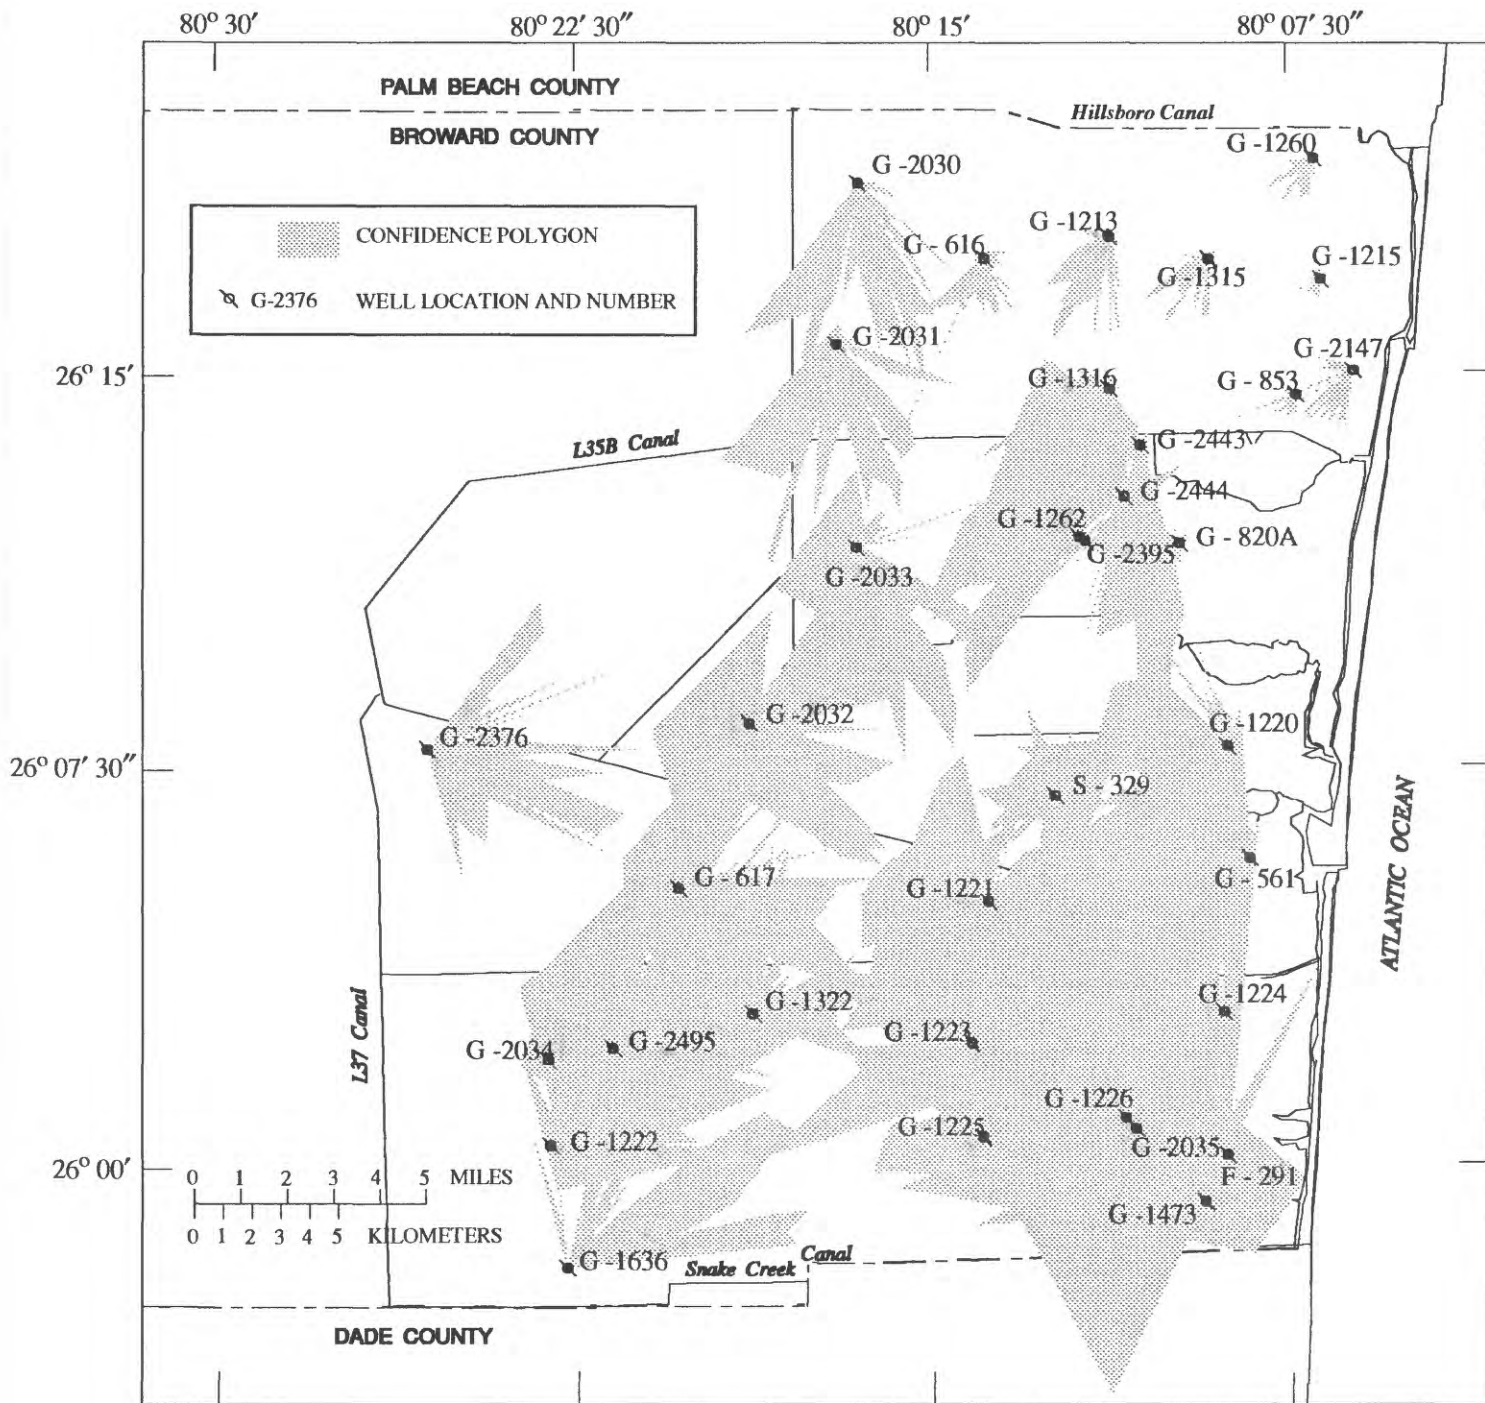 80° 30′
80° 22′ 30″
80° 15′
80° 07′ 30″
PALM BEACH COUNTY
BROWARD COUNTY
Hillsboro Canal
G -1260
G -2030
CONFIDENCE POLYGON
G-2376 WELL LOCATION AND NUMBER
G - 616
G -1213
G -1315
G -1215
G -2031
G -2147
26° 15′
G -1316
G - 853
L35B Canal
G -2443
G -2444
G -1262
G -2395
G - 820A
G -2033
G -2032
G -1220
G -2376
26° 07′ 30″
S - 329
ATLANTIC OCEAN
G - 617
G -1221
G - 561
G -1224
L37 Canal
G -1322
G -2034
G -2495
G -1223
G -1226
G -1222
G -1225
G -2035
26° 00′
F - 291
0 1 2 3 4 5 MILES
0 1 2 3 4 5 KILOMETERS
G -1473
G -1636
Snake Creek Canal
DADE COUNTY